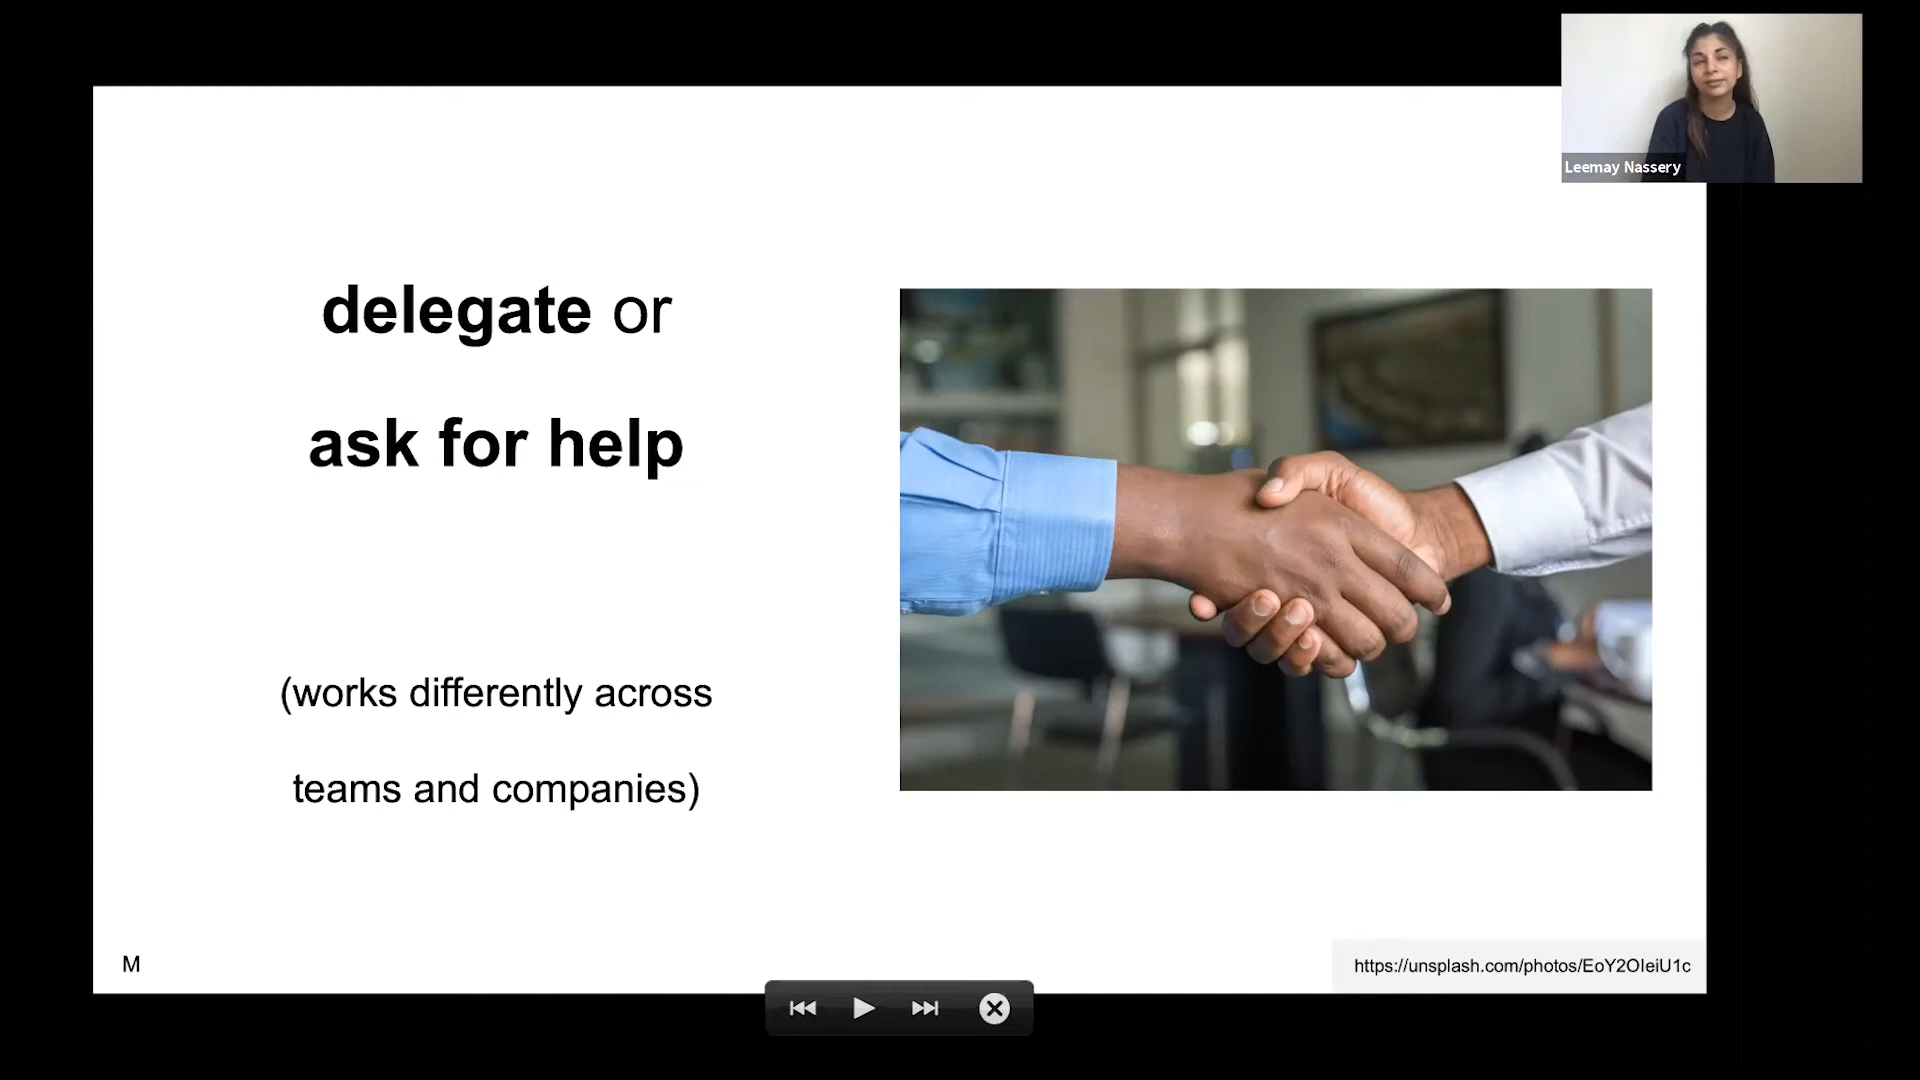 Leemay Nassery
delegate or
ask for help
(works differently across
teams and companies)
M
https://unsplash.com/photos/EoY2OIeiU1c